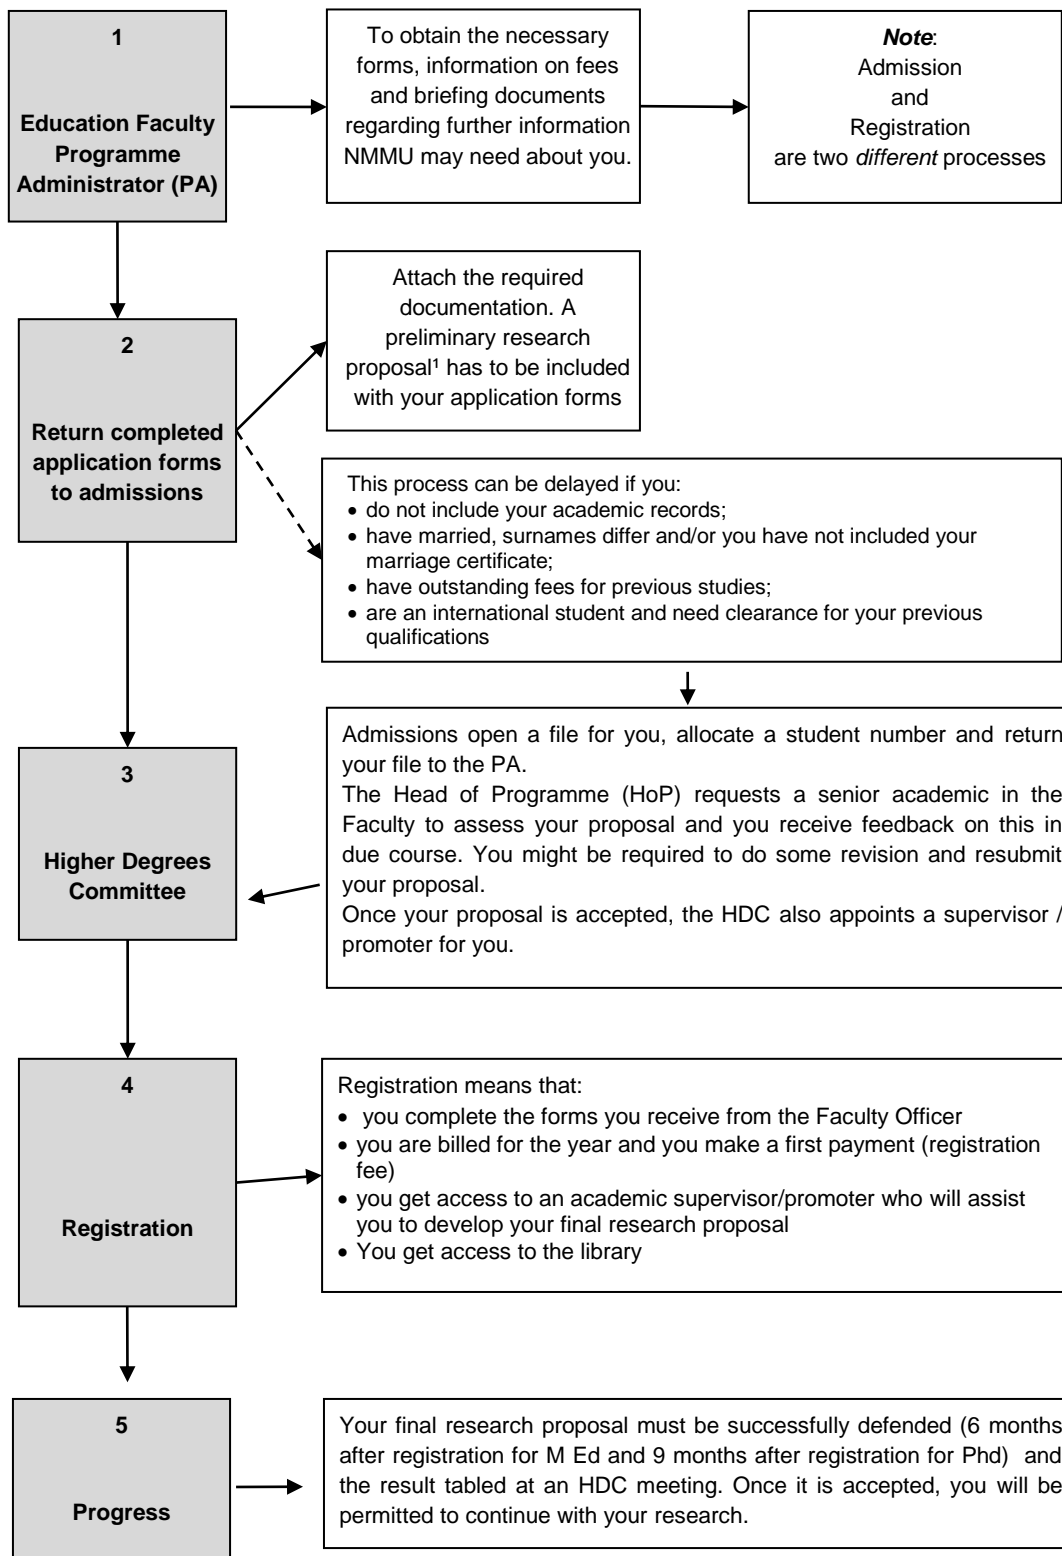 1
Education Faculty
Programme
Administrator (PA)
To obtain the necessary
forms, information on fees
and briefing documents
regarding further information
NMMU may need about you.
Note:
Admission
and
Registration
are two different processes
2
Return completed
application forms
to admissions
Attach the required
documentation. A
preliminary research
proposal¹ has to be included
with your application forms
This process can be delayed if you:
• do not include your academic records;
• have married, surnames differ and/or you have not included your
marriage certificate;
• have outstanding fees for previous studies;
• are an international student and need clearance for your previous
qualifications
3
Higher Degrees
Committee
Admissions open a file for you, allocate a student number and return
your file to the PA.
The Head of Programme (HoP) requests a senior academic in the
Faculty to assess your proposal and you receive feedback on this in
due course. You might be required to do some revision and resubmit
your proposal.
Once your proposal is accepted, the HDC also appoints a supervisor /
promoter for you.
4
Registration
Registration means that:
• you complete the forms you receive from the Faculty Officer
• you are billed for the year and you make a first payment (registration
fee)
• you get access to an academic supervisor/promoter who will assist
you to develop your final research proposal
• You get access to the library
5
Progress
Your final research proposal must be successfully defended (6 months
after registration for M Ed and 9 months after registration for Phd) and
the result tabled at an HDC meeting. Once it is accepted, you will be
permitted to continue with your research.